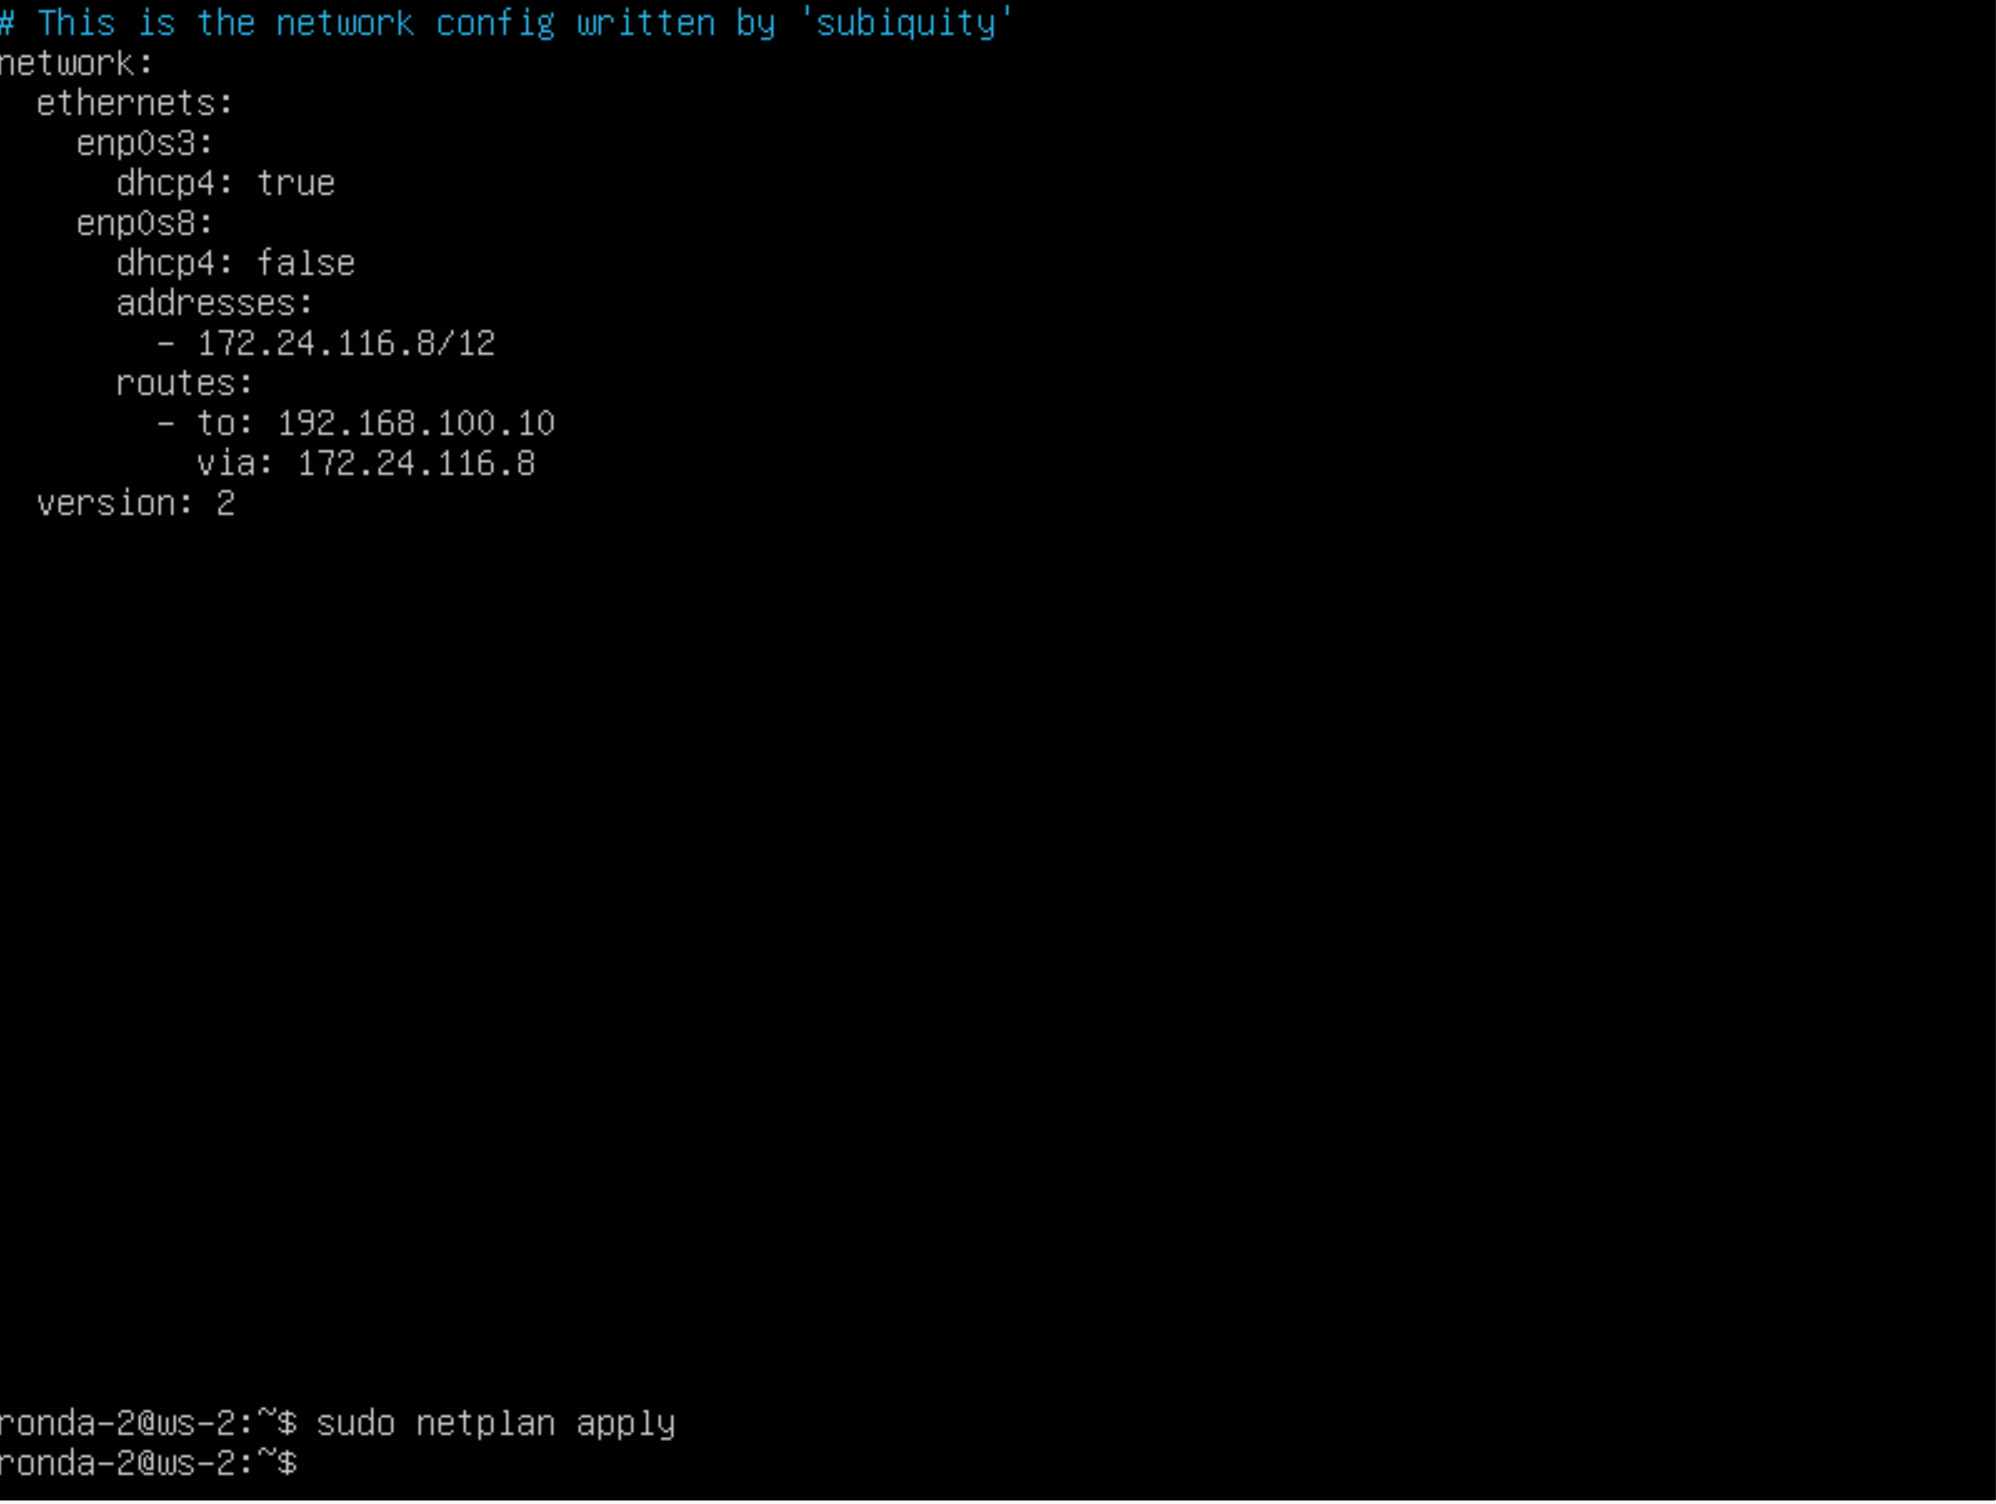 # This is the network config written by 'subiquity'
network:
  ethernets:
    enp0s3:
      dhcp4: true
    enp0s8:
      dhcp4: false
      addresses:
        - 172.24.116.8/12
      routes:
        - to: 192.168.100.10
          via: 172.24.116.8
  version: 2
ronda-2@ws-2:~$ sudo netplan apply
ronda-2@ws-2:~$